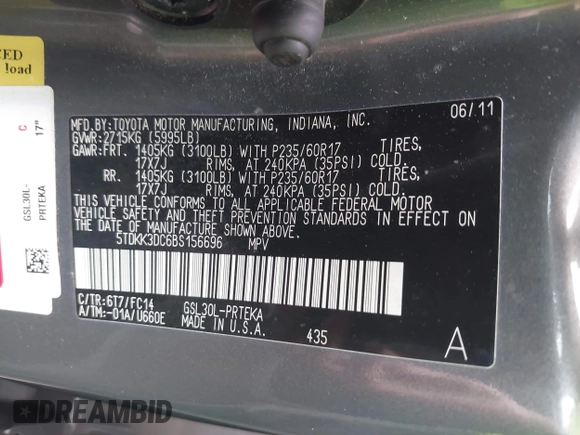 CED
load
C
17"
GSL30L-
PRTEKA
06/11
MFD.BY:TOYOTA MOTOR MANUFACTURING, INDIANA, INC.
GVWR:2715KG (5995LB)
GAWR:FRT. 1405KG (3100LB) WITH P235/60R17 TIRES,
17X7J RIMS, AT 240KPA (35PSI) COLD.
RR. 1405KG (3100LB) WITH P235/60R17 TIRES,
17X7J RIMS, AT 240KPA (35PSI) COLD.
THIS VEHICLE CONFORMS TO ALL APPLICABLE FEDERAL MOTOR
VEHICLE SAFETY AND THEFT PREVENTION STANDARDS IN EFFECT ON
THE DATE OF MANUFACTURE SHOWN ABOVE.
5TDKK3DC6BS156696 MPV
C/TR:6T7/FC14 GSL30L-PRTEKA
A/TM:-01A/U660E MADE IN U.S.A.
435
A
DREAMBID